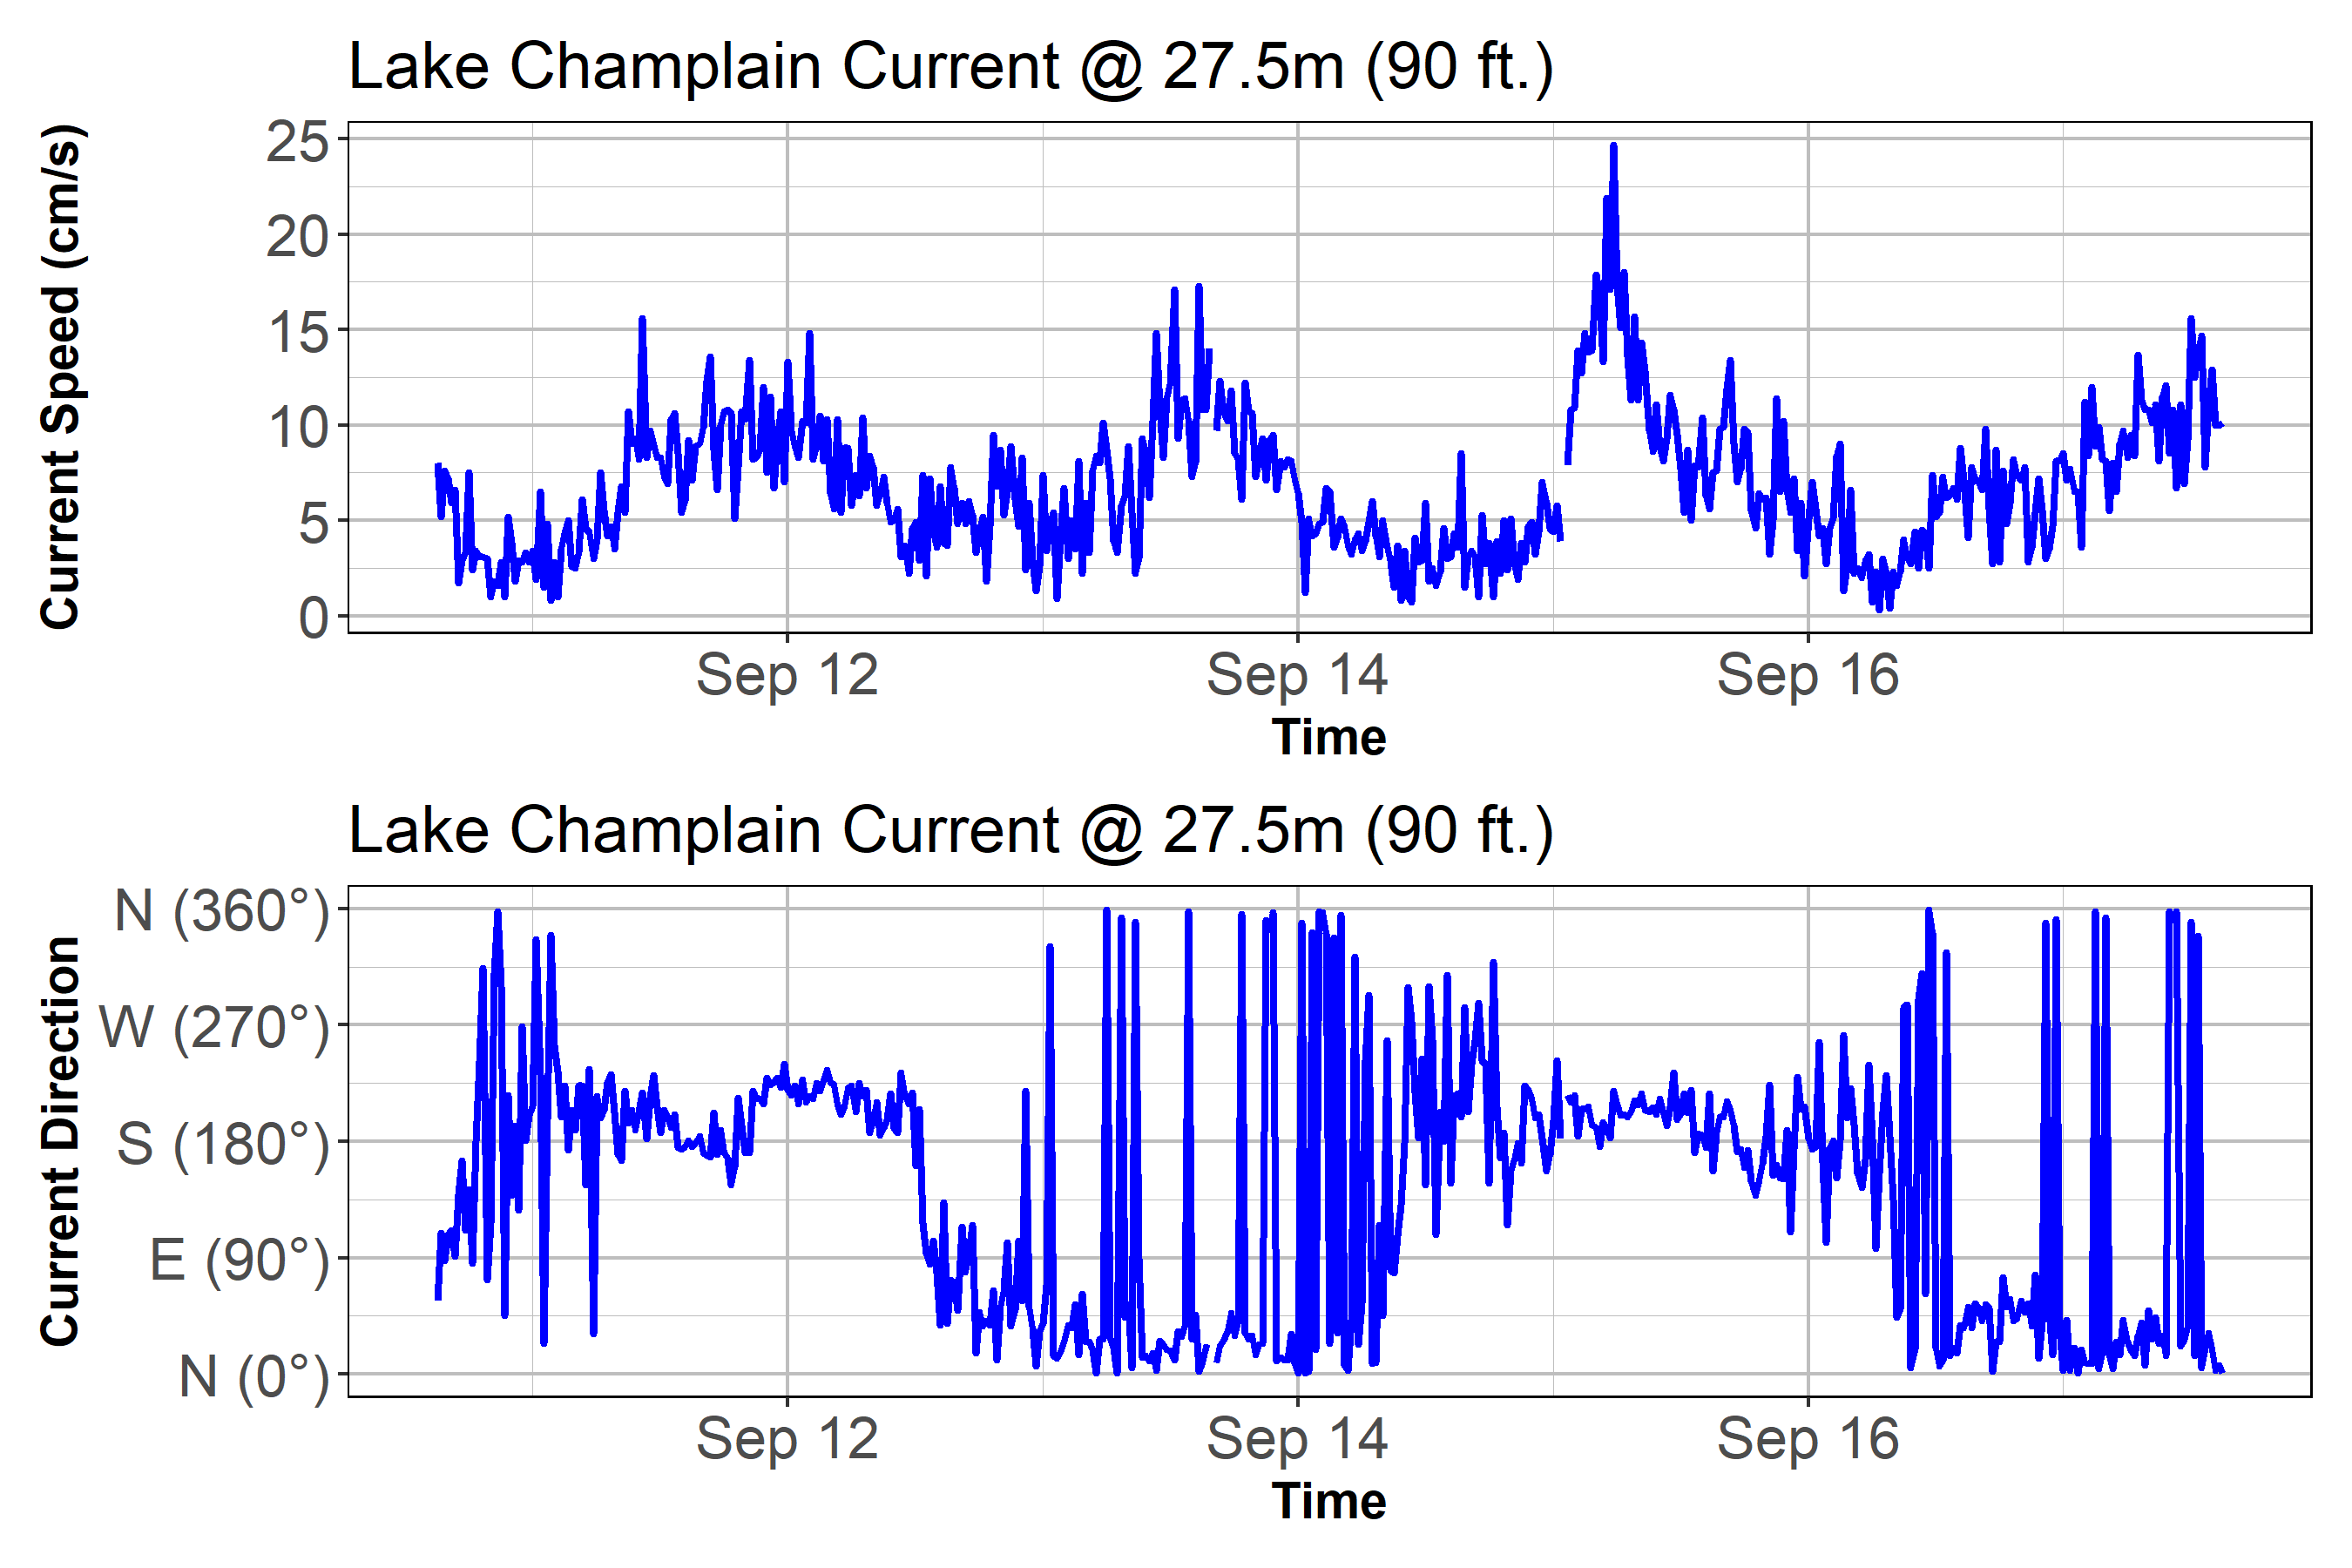 Lake Champlain Current @ 27.5m (90 ft.)
Current Speed (cm/s)
25
20
15
10
5
0
Sep 12
Sep 14
Sep 16
Time
Lake Champlain Current @ 27.5m (90 ft.)
Current Direction
N (360°)
W (270°)
S (180°)
E (90°)
N (0°)
Sep 12
Sep 14
Sep 16
Time